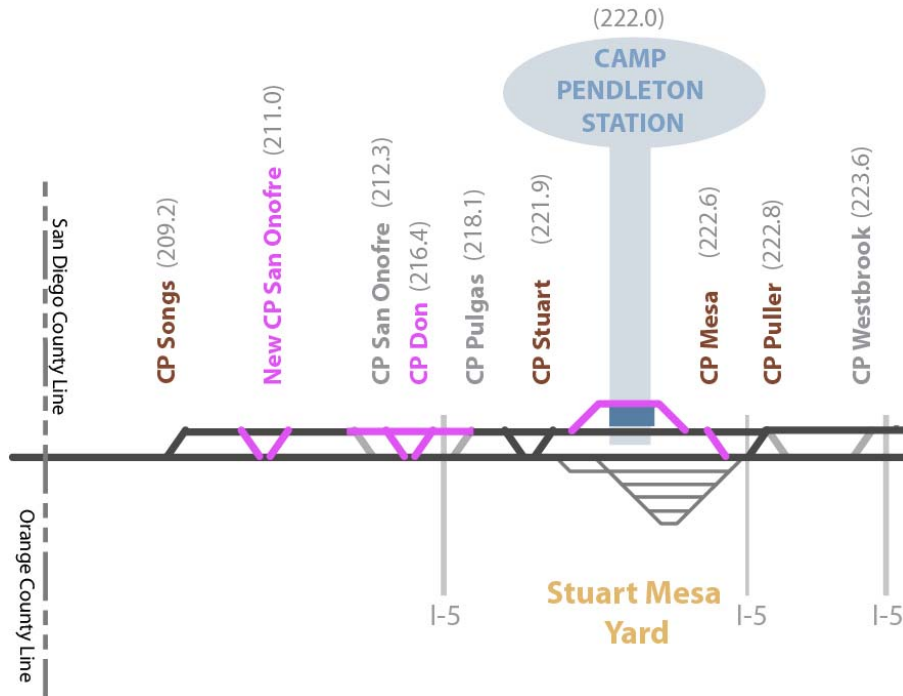 (222.0)
CAMP
PENDLETON
STATION
San Diego County Line
Orange County Line
CP Songs (209.2)
New CP San Onofre (211.0)
CP San Onofre (212.3)
CP Don (216.4)
CP Pulgas (218.1)
CP Stuart (221.9)
CP Mesa (222.6)
CP Puller (222.8)
CP Westbrook (223.6)
I-5
Stuart Mesa
Yard
I-5
I-5